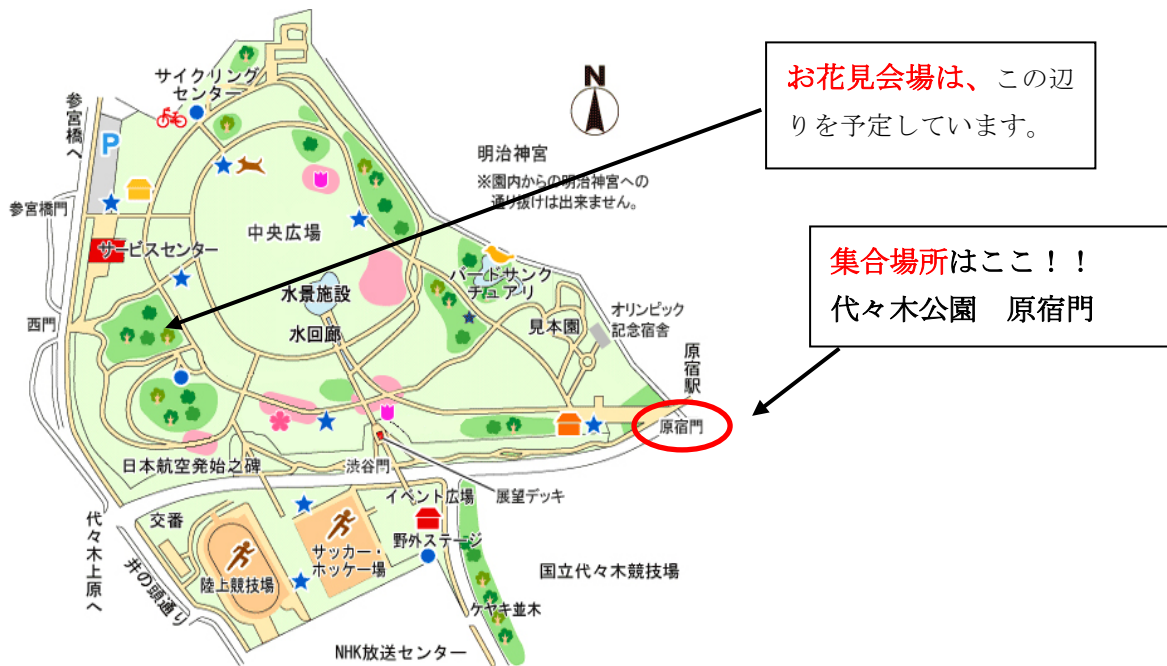 お花見会場は、この辺
りを予定しています。
集合場所はここ！！
代々木公園　原宿門
N
サイクリング
センター
参宮橋へ
P
明治神宮
※園内からの明治神宮への
通り抜けは出来ません。
参宮橋門
中央広場
サービスセンター
バードサンク
チュアリ
水景施設
オリンピック
記念宿舎
西門
水回廊
見本園
原宿駅
原宿門
日本航空発始之碑
渋谷門
展望デッキ
イベント広場
代々木上原へ
交番
野外ステージ
サッカー・
ホッケー場
井の頭通り
陸上競技場
国立代々木競技場
ケヤキ並木
NHK放送センター